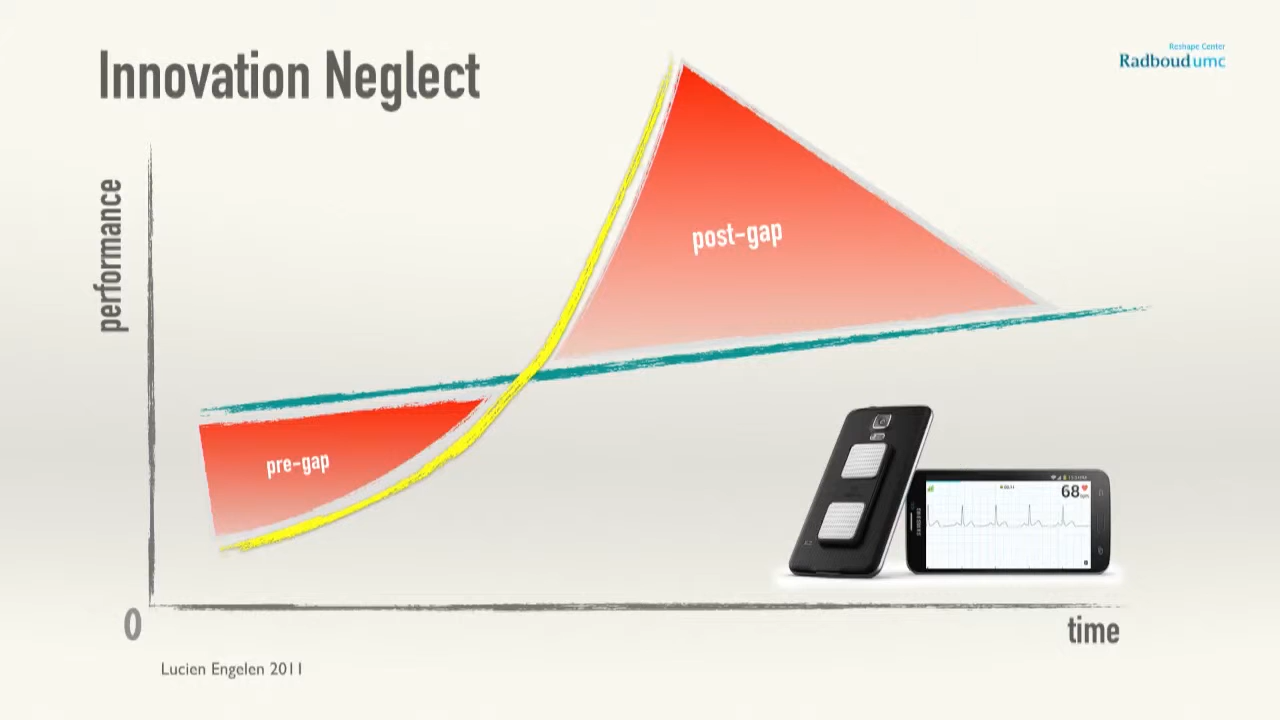 Innovation Neglect
Reshape Center
Radboudumc
performance
post-gap
pre-gap
68
0
time
Lucien Engelen 2011